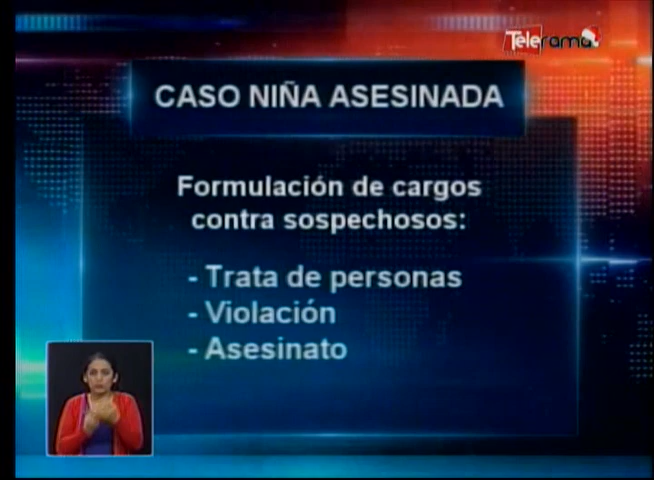 Telerama
CASO NIÑA ASESINADA
Formulación de cargos
contra sospechosos:
- Trata de personas
- Violación
- Asesinato